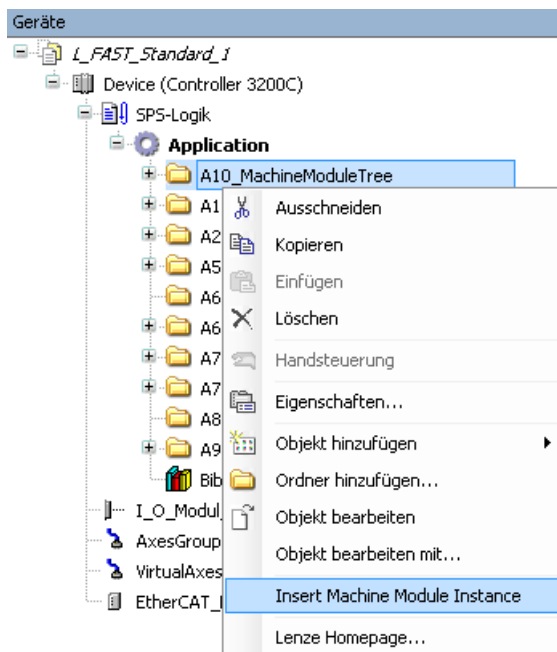 Geräte
L_FAST_Standard_1
Device (Controller 3200C)
SPS-Logik
Application
A10_MachineModuleTree
A1
A2
A5
A6
A6
A7
A7
A8
A9
Bib
I_O_Modul
AxesGroup
VirtualAxes
EtherCAT_
Ausschneiden
Kopieren
Einfügen
Löschen
Handsteuerung
Eigenschaften...
Objekt hinzufügen
Ordner hinzufügen...
Objekt bearbeiten
Objekt bearbeiten mit...
Insert Machine Module Instance
Lenze Homepage...